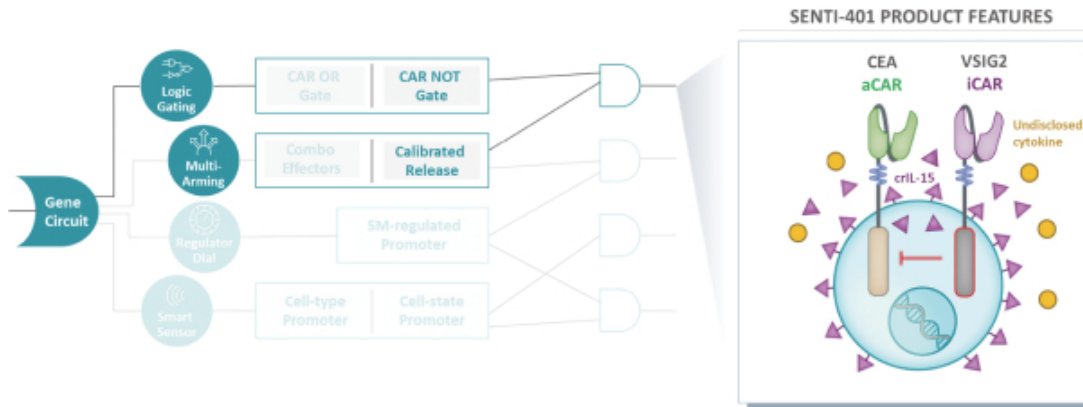 SENTI-401 PRODUCT FEATURES
Logic
Gating
CAR OR
Gate
CAR NOT
Gate
Multi-
Arming
Combo
Effectors
Calibrated
Release
Gene
Circuit
Regulator
Dial
SM-regulated
Promoter
Smart
Sensor
Cell-type
Promoter
Cell-state
Promoter
CEA
aCAR
VSIG2
iCAR
Undisclosed
cytokine
crIL-15